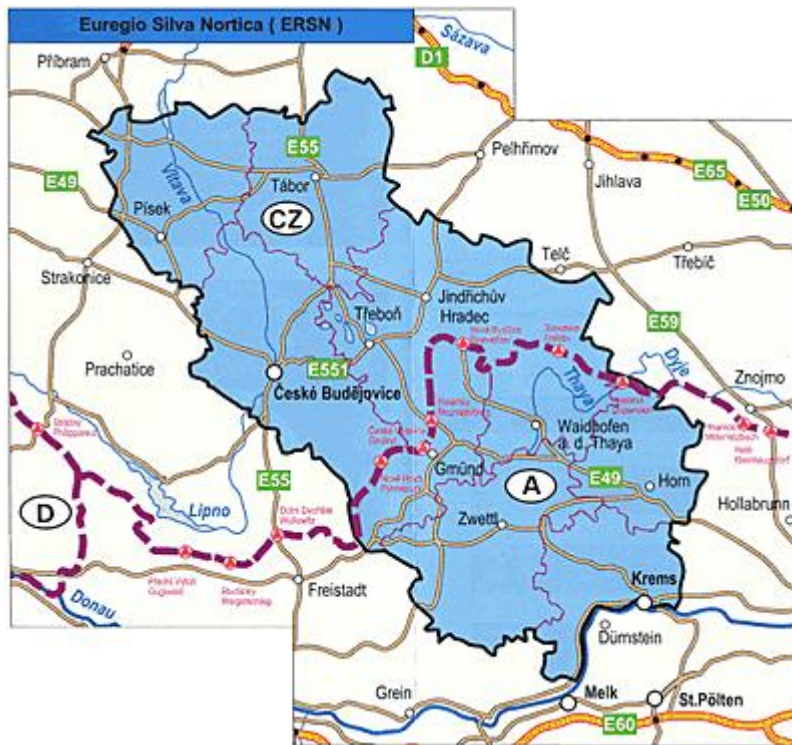 Euregio Silva Nortica ( ERSN )
Sázava
Příbram
D1
E55
Pelhřimov
E65
Jihlava
E49
Vltava
Tábor
E50
Písek
CZ
Telč
Třebíč
Strakonice
Jindřichův
Hradec
Třeboň
E59
Prachatice
E551
Thaya
Dyje
Znojmo
České Budějovice
Waidhofen
a. d. Thaya
Gmünd
E55
A
E49
Horn
D
Lipno
Zwettl
Hollabrunn
Freistadt
Krems
Donau
Dürnstein
Grein
Melk
St.Pölten
E60